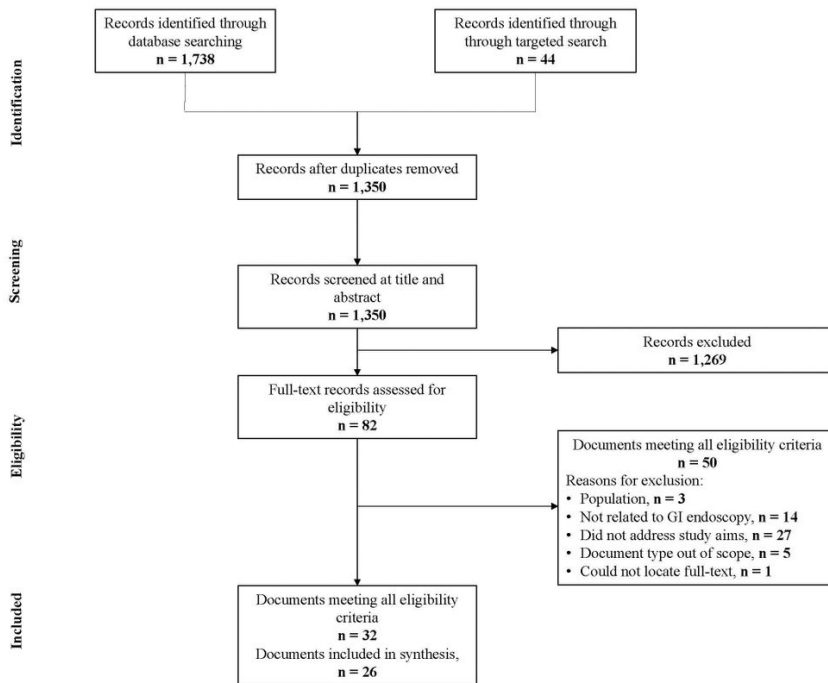 Identification
Records identified through
database searching
n = 1,738
Records identified through
through targeted search
n = 44
Records after duplicates removed
n = 1,350
Screening
Records screened at title and
abstract
n = 1,350
Records excluded
n = 1,269
Eligibility
Full-text records assessed for
eligibility
n = 82
Documents meeting all eligibility criteria
n = 50
Reasons for exclusion:
• Population, n = 3
• Not related to GI endoscopy, n = 14
• Did not address study aims, n = 27
• Document type out of scope, n = 5
• Could not locate full-text, n = 1
Included
Documents meeting all eligibility
criteria
n = 32
Documents included in synthesis,
n = 26